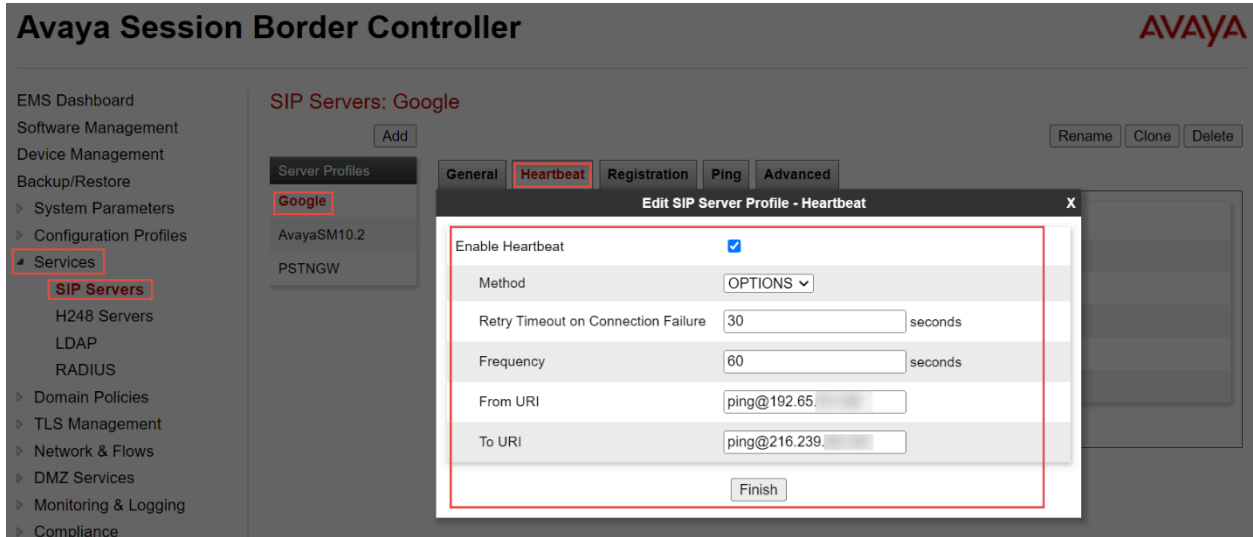 Avaya Session Border Controller
AVAYA
EMS Dashboard
Software Management
Device Management
Backup/Restore
System Parameters
Configuration Profiles
Services
SIP Servers
H248 Servers
LDAP
RADIUS
Domain Policies
TLS Management
Network & Flows
DMZ Services
Monitoring & Logging
Compliance
SIP Servers: Google
Add
Rename Clone Delete
Server Profiles
Google
AvayaSM10.2
PSTNGW
General Heartbeat Registration Ping Advanced
Edit SIP Server Profile - Heartbeat X
Enable Heartbeat
Method OPTIONS
Retry Timeout on Connection Failure 30 seconds
Frequency 60 seconds
From URI ping@192.65.
To URI ping@216.239.
Finish